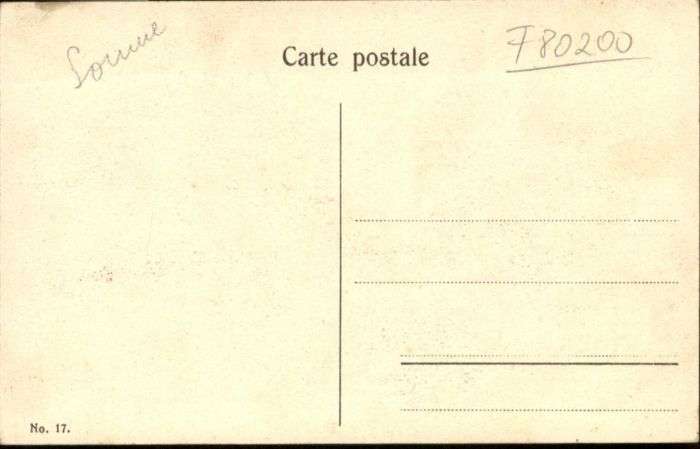 Somme
Carte postale
F80200
No. 17.